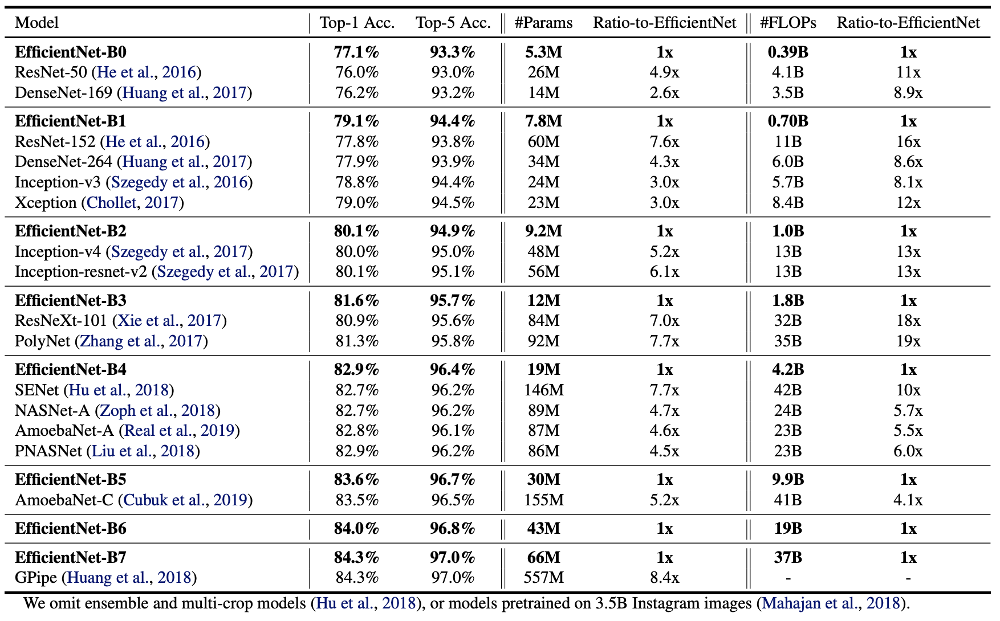 Model Top-1 Acc. Top-5 Acc. #Params Ratio-to-EfficientNet #FLOPs Ratio-to-EfficientNet
EfficientNet-B0 77.1% 93.3% 5.3M 1x 0.39B 1x
ResNet-50 (He et al., 2016) 76.0% 93.0% 26M 4.9x 4.1B 11x
DenseNet-169 (Huang et al., 2017) 76.2% 93.2% 14M 2.6x 3.5B 8.9x
EfficientNet-B1 79.1% 94.4% 7.8M 1x 0.70B 1x
ResNet-152 (He et al., 2016) 77.8% 93.8% 60M 7.6x 11B 16x
DenseNet-264 (Huang et al., 2017) 77.9% 93.9% 34M 4.3x 6.0B 8.6x
Inception-v3 (Szegedy et al., 2016) 78.8% 94.4% 24M 3.0x 5.7B 8.1x
Xception (Chollet, 2017) 79.0% 94.5% 23M 3.0x 8.4B 12x
EfficientNet-B2 80.1% 94.9% 9.2M 1x 1.0B 1x
Inception-v4 (Szegedy et al., 2017) 80.0% 95.0% 48M 5.2x 13B 13x
Inception-resnet-v2 (Szegedy et al., 2017) 80.1% 95.1% 56M 6.1x 13B 13x
EfficientNet-B3 81.6% 95.7% 12M 1x 1.8B 1x
ResNeXt-101 (Xie et al., 2017) 80.9% 95.6% 84M 7.0x 32B 18x
PolyNet (Zhang et al., 2017) 81.3% 95.8% 92M 7.7x 35B 19x
EfficientNet-B4 82.9% 96.4% 19M 1x 4.2B 1x
SENet (Hu et al., 2018) 82.7% 96.2% 146M 7.7x 42B 10x
NASNet-A (Zoph et al., 2018) 82.7% 96.2% 89M 4.7x 24B 5.7x
AmoebaNet-A (Real et al., 2019) 82.8% 96.1% 87M 4.6x 23B 5.5x
PNASNet (Liu et al., 2018) 82.9% 96.2% 86M 4.5x 23B 6.0x
EfficientNet-B5 83.6% 96.7% 30M 1x 9.9B 1x
AmoebaNet-C (Cubuk et al., 2019) 83.5% 96.5% 155M 5.2x 41B 4.1x
EfficientNet-B6 84.0% 96.8% 43M 1x 19B 1x
EfficientNet-B7 84.3% 97.0% 66M 1x 37B 1x
GPipe (Huang et al., 2018) 84.3% 97.0% 557M 8.4x - -
We omit ensemble and multi-crop models (Hu et al., 2018), or models pretrained on 3.5B Instagram images (Mahajan et al., 2018).